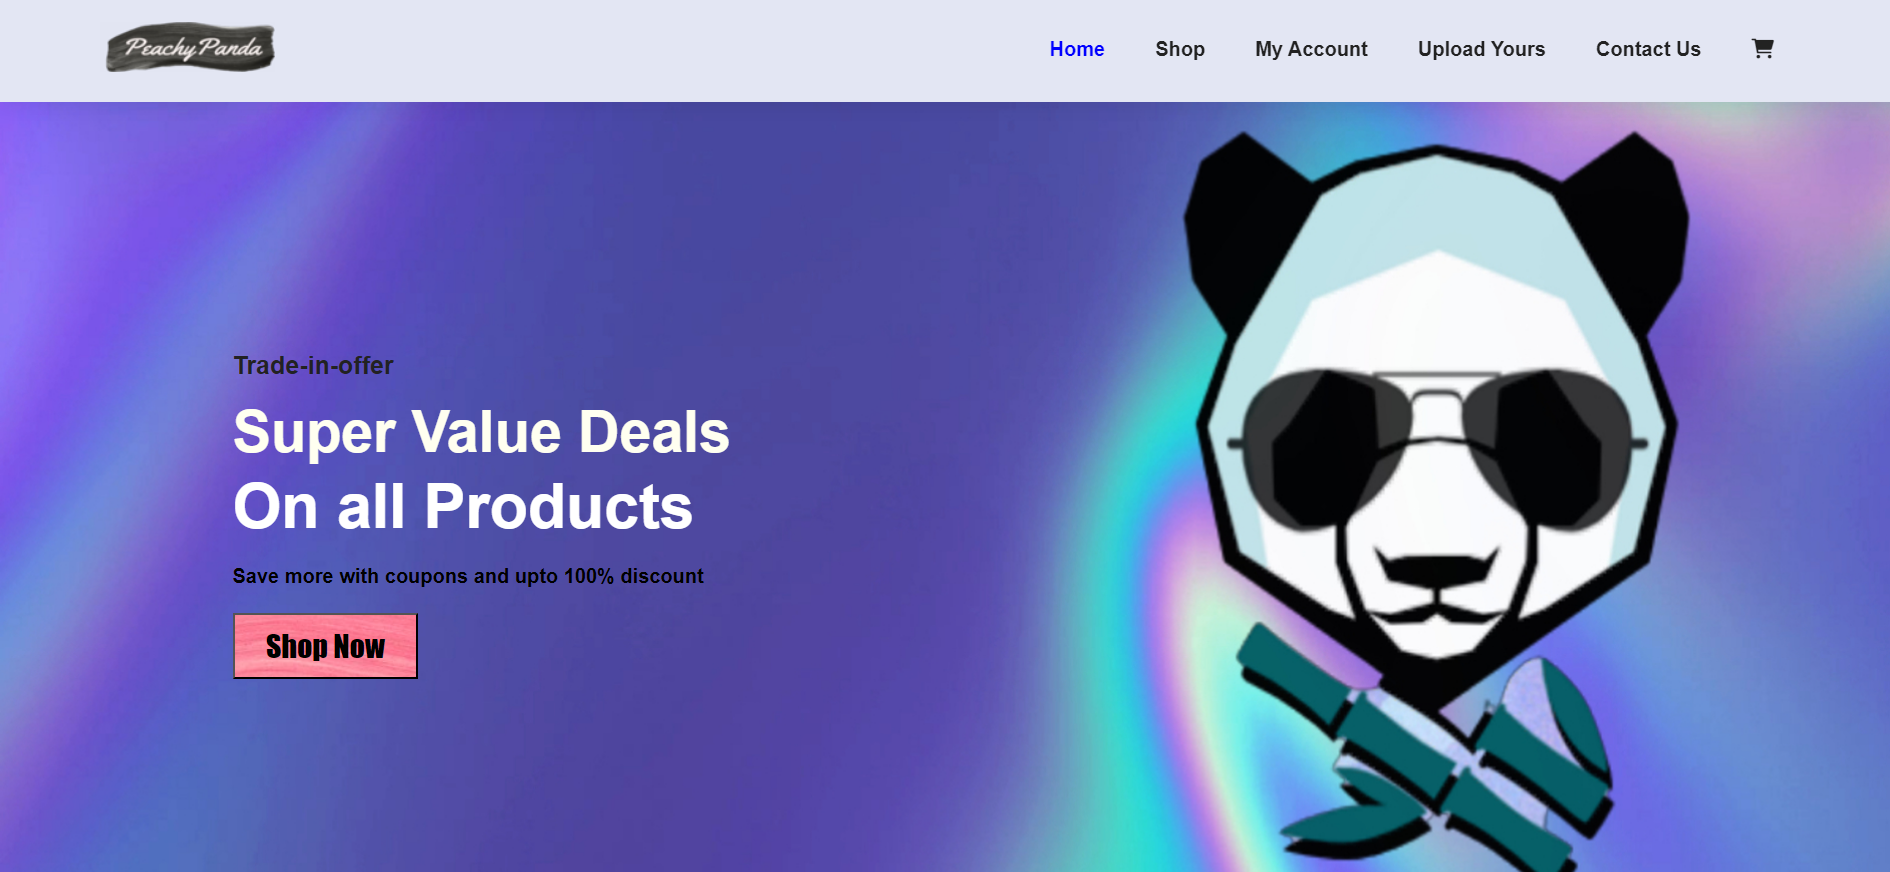 Peachy Panda
Home
Shop
My Account
Upload Yours
Contact Us
Trade-in-offer
Super Value Deals
On all Products
Save more with coupons and upto 100% discount
Shop Now